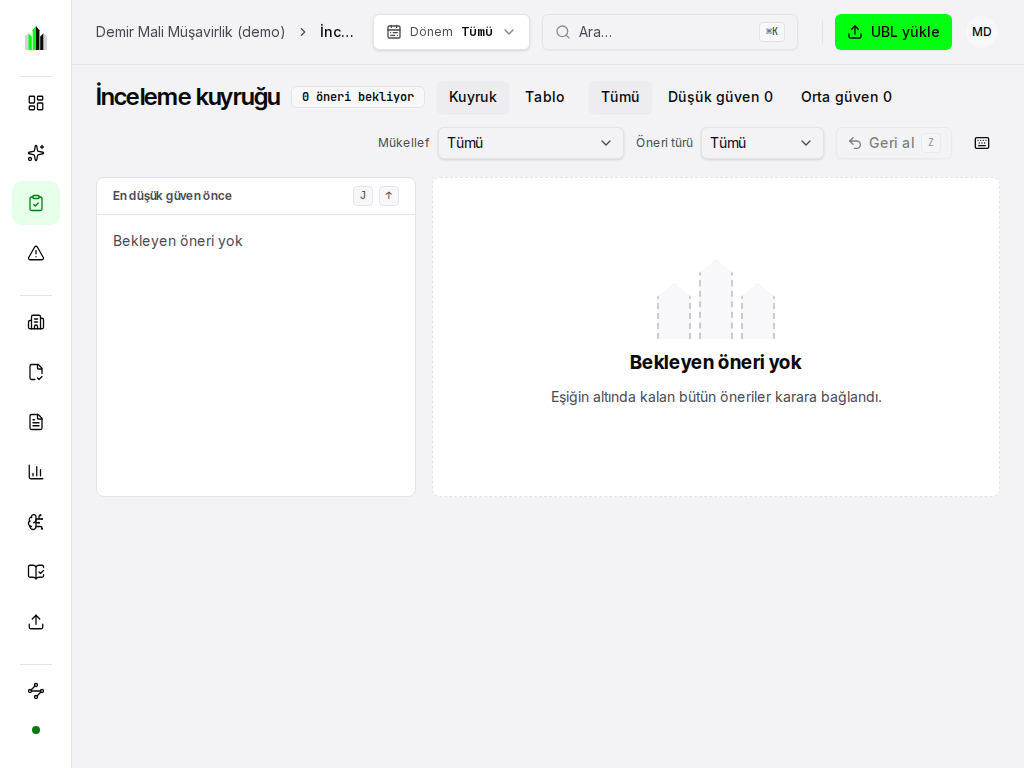 Demir Mali Müşavirlik (demo) > İnc…
Dönem Tümü
Ara…
⌘K
UBL yükle
MD
İnceleme kuyruğu
0 öneri bekliyor
Kuyruk
Tablo
Tümü
Düşük güven 0
Orta güven 0
Mükellef
Tümü
Öneri türü
Tümü
Geri al Z
En düşük güven önce
J ↑
Bekleyen öneri yok
Bekleyen öneri yok
Eşiğin altında kalan bütün öneriler karara bağlandı.